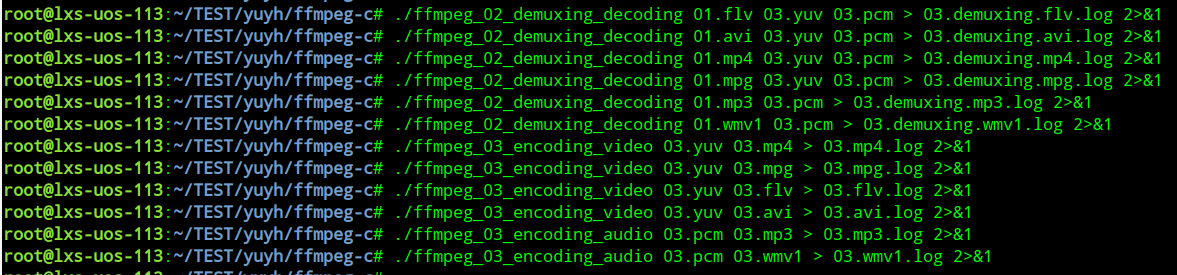 root@lxs-uos-113:~/TEST/yuyh/ffmpeg-c# ./ffmpeg_02_demuxing_decoding 01.flv 03.yuv 03.pcm > 03.demuxing.flv.log 2>&1
root@lxs-uos-113:~/TEST/yuyh/ffmpeg-c# ./ffmpeg_02_demuxing_decoding 01.avi 03.yuv 03.pcm > 03.demuxing.avi.log 2>&1
root@lxs-uos-113:~/TEST/yuyh/ffmpeg-c# ./ffmpeg_02_demuxing_decoding 01.mp4 03.yuv 03.pcm > 03.demuxing.mp4.log 2>&1
root@lxs-uos-113:~/TEST/yuyh/ffmpeg-c# ./ffmpeg_02_demuxing_decoding 01.mpg 03.yuv 03.pcm > 03.demuxing.mpg.log 2>&1
root@lxs-uos-113:~/TEST/yuyh/ffmpeg-c# ./ffmpeg_02_demuxing_decoding 01.mp3 03.pcm > 03.demuxing.mp3.log 2>&1
root@lxs-uos-113:~/TEST/yuyh/ffmpeg-c# ./ffmpeg_02_demuxing_decoding 01.wmv1 03.pcm > 03.demuxing.wmv1.log 2>&1
root@lxs-uos-113:~/TEST/yuyh/ffmpeg-c# ./ffmpeg_03_encoding_video 03.yuv 03.mp4 > 03.mp4.log 2>&1
root@lxs-uos-113:~/TEST/yuyh/ffmpeg-c# ./ffmpeg_03_encoding_video 03.yuv 03.mpg > 03.mpg.log 2>&1
root@lxs-uos-113:~/TEST/yuyh/ffmpeg-c# ./ffmpeg_03_encoding_video 03.yuv 03.flv > 03.flv.log 2>&1
root@lxs-uos-113:~/TEST/yuyh/ffmpeg-c# ./ffmpeg_03_encoding_video 03.yuv 03.avi > 03.avi.log 2>&1
root@lxs-uos-113:~/TEST/yuyh/ffmpeg-c# ./ffmpeg_03_encoding_audio 03.pcm 03.mp3 > 03.mp3.log 2>&1
root@lxs-uos-113:~/TEST/yuyh/ffmpeg-c# ./ffmpeg_03_encoding_audio 03.pcm 03.wmv1 > 03.wmv1.log 2>&1